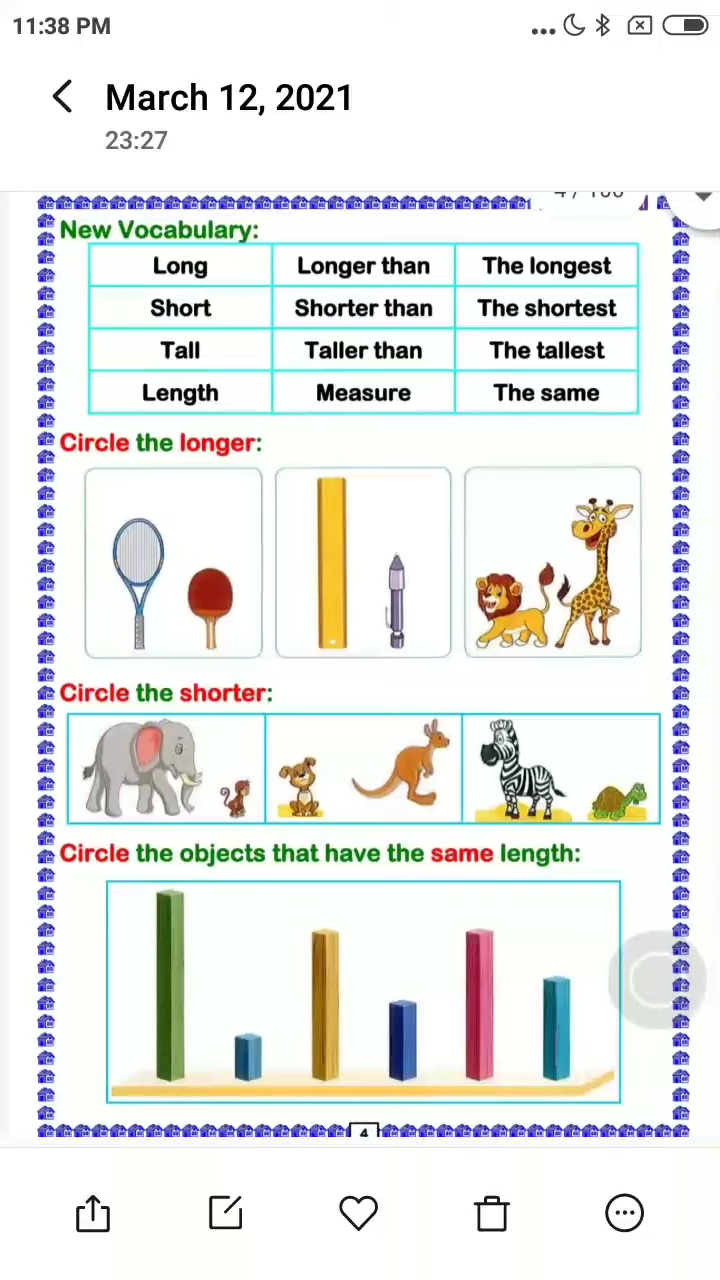 11:38 PM
March 12, 2021
23:27
New Vocabulary:
Long Longer than The longest
Short Shorter than The shortest
Tall Taller than The tallest
Length Measure The same
Circle the longer:
Circle the shorter:
Circle the objects that have the same length:
4